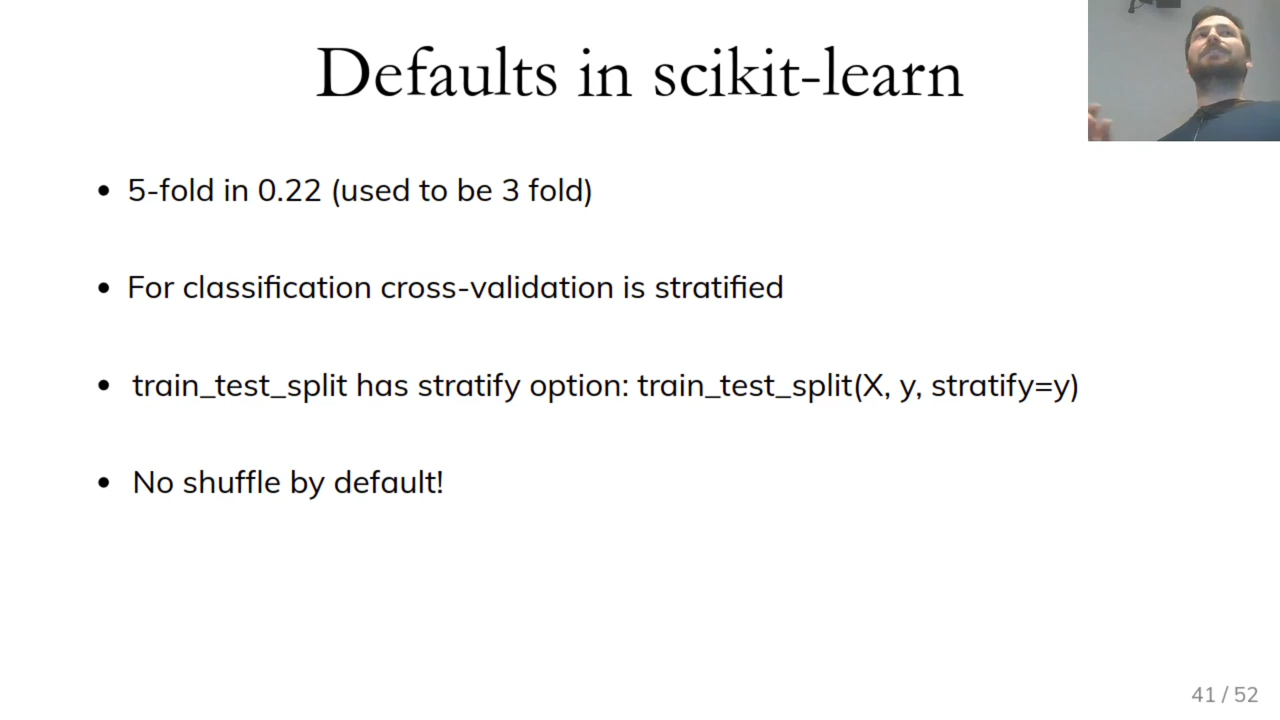 Defaults in scikit-learn
• 5-fold in 0.22 (used to be 3 fold)
• For classification cross-validation is stratified
• train_test_split has stratify option: train_test_split(X, y, stratify=y)
• No shuffle by default!
41 / 52